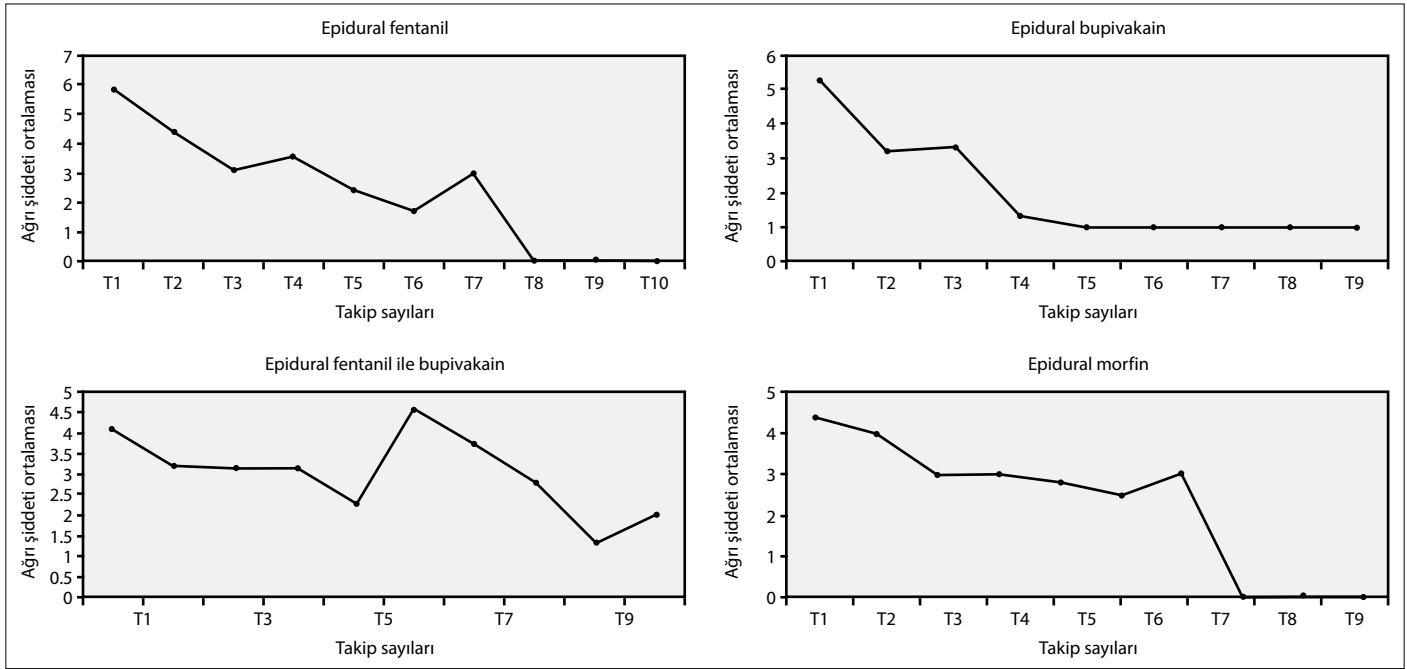 Epidural fentanil
Ağrı şiddeti ortalaması
7
6
5
4
3
2
1
0
T1 T2 T3 T4 T5 T6 T7 T8 T9 T10
Takip sayıları
Epidural bupivakain
Ağrı şiddeti ortalaması
6
5
4
3
2
1
0
T1 T2 T3 T4 T5 T6 T7 T8 T9
Takip sayıları
Epidural fentanil ile bupivakain
Ağrı şiddeti ortalaması
5
4.5
4
3.5
3
2.5
2
1.5
1
0.5
0
T1 T3 T5 T7 T9
Takip sayıları
Epidural morfin
Ağrı şiddeti ortalaması
5
4
3
2
1
0
T1 T2 T3 T4 T5 T6 T7 T8 T9
Takip sayıları